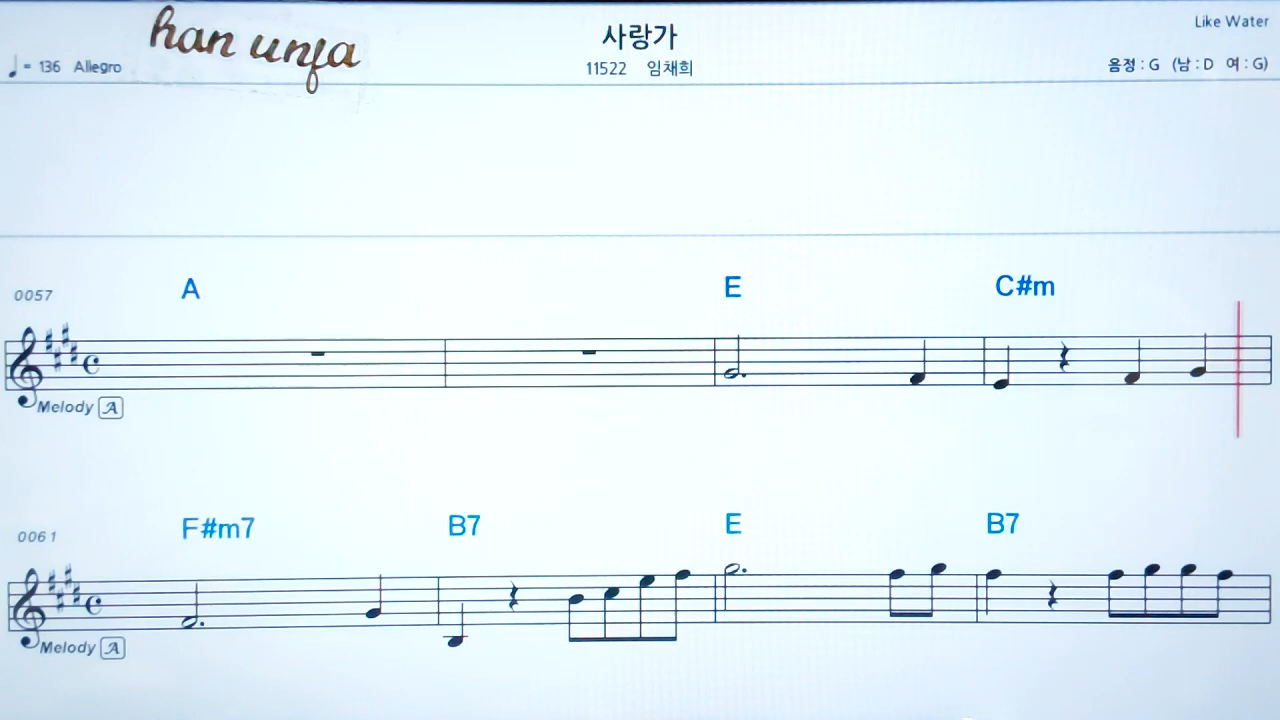 han unfa
사랑가
Like Water
♩= 136 Allegro
11522 임채희
음정 : G (남 : D 여 : G)
A E C#m
0057
Melody A
F#m7 B7 E B7
0061
Melody A